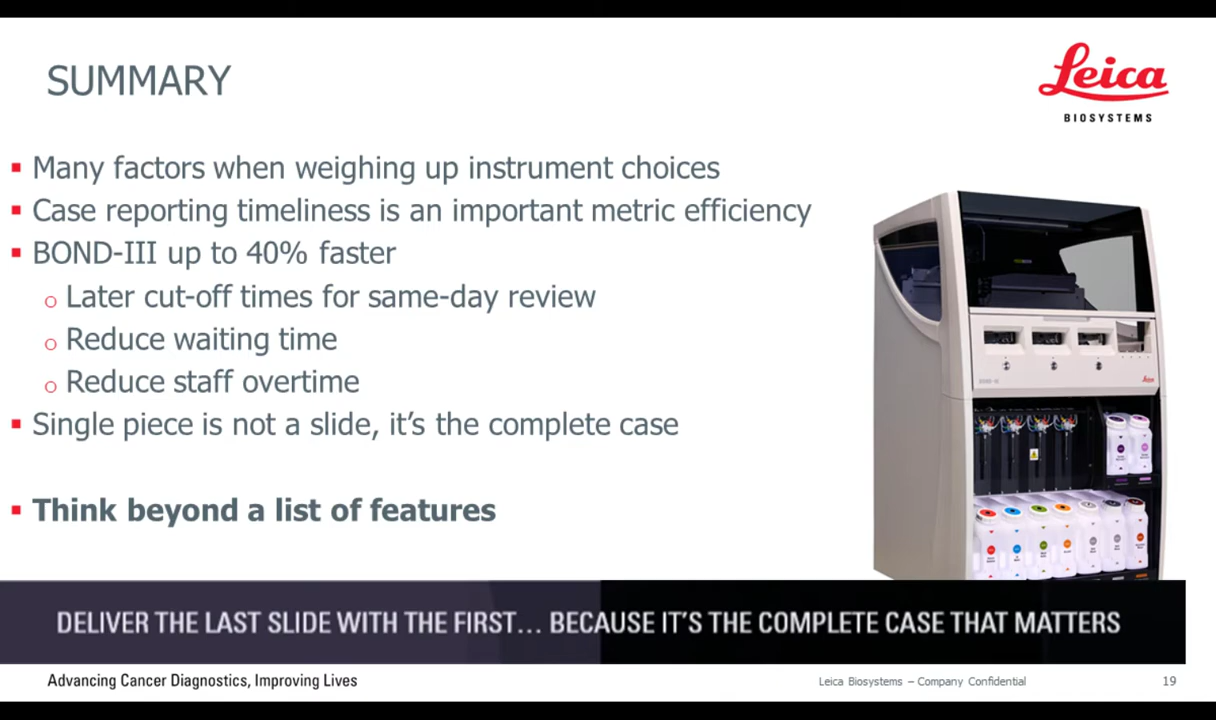 SUMMARY
Leica
BIOSYSTEMS
Many factors when weighing up instrument choices
Case reporting timeliness is an important metric efficiency
BOND-III up to 40% faster
Later cut-off times for same-day review
Reduce waiting time
Reduce staff overtime
Single piece is not a slide, it’s the complete case
Think beyond a list of features
Leica
DELIVER THE LAST SLIDE WITH THE FIRST... BECAUSE IT’S THE COMPLETE CASE THAT MATTERS
Advancing Cancer Diagnostics, Improving Lives
Leica Biosystems – Company Confidential
19